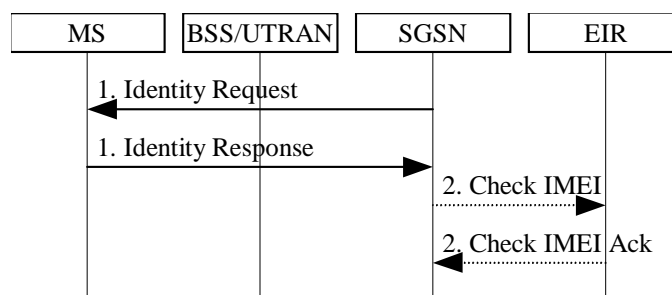 MS BSS/UTRAN SGSN EIR
1. Identity Request
1. Identity Response
2. Check IMEI
2. Check IMEI Ack